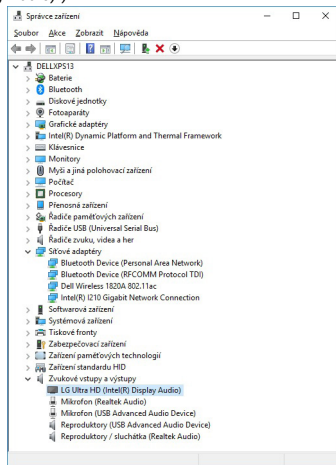 Správce zařízení
Soubor Akce Zobrazit Nápověda
DELLXPS13
Baterie
Bluetooth
Diskové jednotky
Fotoaparáty
Grafické adaptéry
Intel(R) Dynamic Platform and Thermal Framework
Klávesnice
Monitory
Myši a jiná polohovací zařízení
Počítač
Procesory
Přenosná zařízení
Řadiče paměťových zařízení
Řadiče USB (Universal Serial Bus)
Řadiče zvuku, videa a her
Síťové adaptéry
Bluetooth Device (Personal Area Network)
Bluetooth Device (RFCOMM Protocol TDI)
Dell Wireless 1820A 802.11ac
Intel(R) I210 Gigabit Network Connection
Softwarová zařízení
Systémová zařízení
Tiskové fronty
Zabezpečovací zařízení
Zařízení paměťových technologií
Zařízení standardu HID
Zvukové vstupy a výstupy
LG Ultra HD (Intel(R) Display Audio)
Mikrofon (Realtek Audio)
Mikrofon (USB Advanced Audio Device)
Reproduktory (USB Advanced Audio Device)
Reproduktory / sluchátka (Realtek Audio)